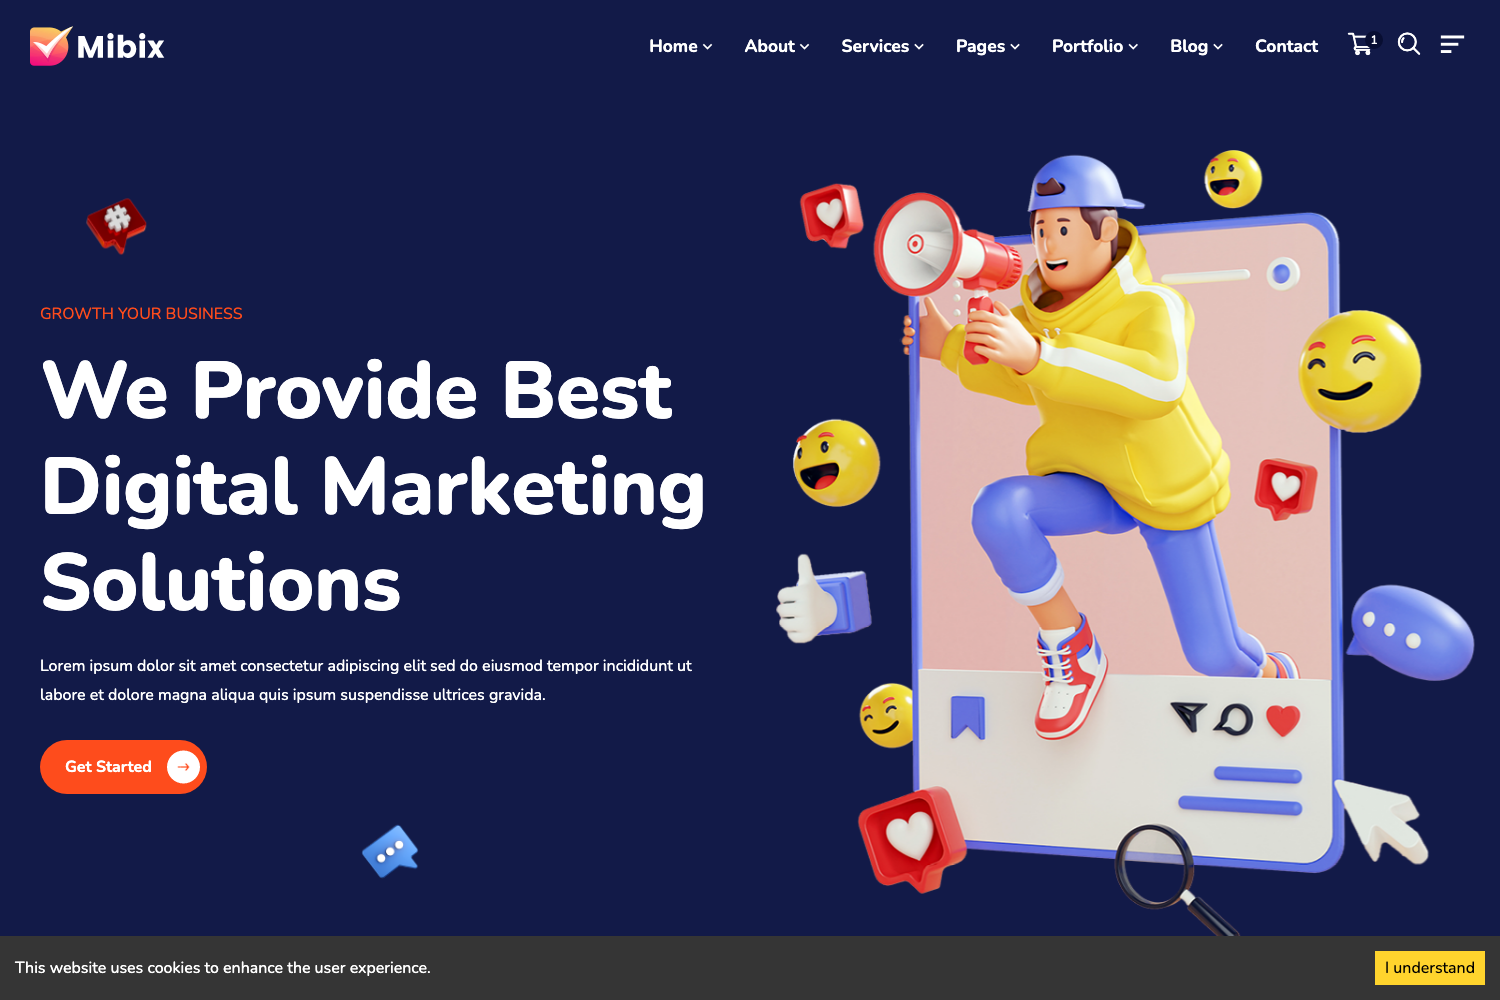 Mibix
Home
About
Services
Pages
Portfolio
Blog
Contact
1
GROWTH YOUR BUSINESS
We Provide Best
Digital Marketing
Solutions
Lorem ipsum dolor sit amet consectetur adipiscing elit sed do eiusmod tempor incididunt ut
labore et dolore magna aliqua quis ipsum suspendisse ultrices gravida.
Get Started
This website uses cookies to enhance the user experience.
I understand